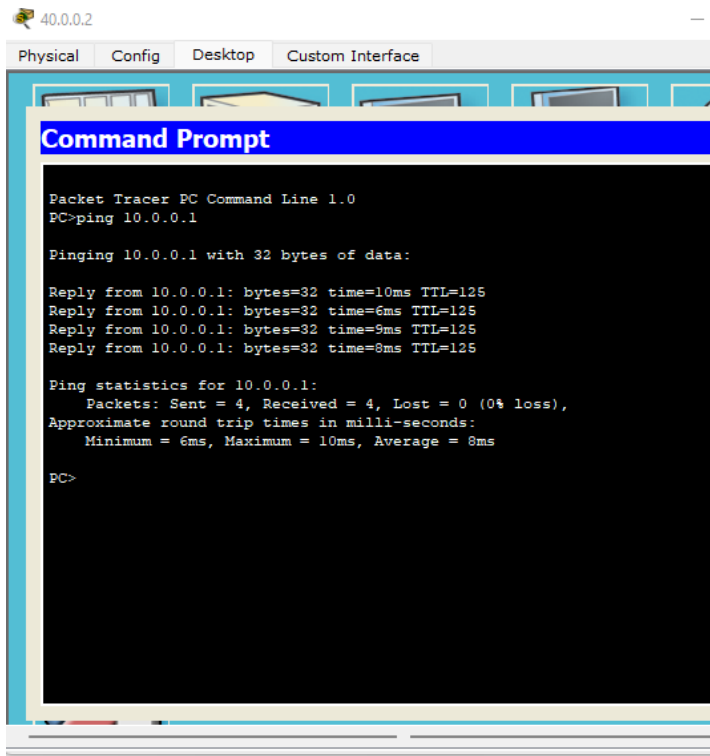 40.0.0.2
Physical Config Desktop Custom Interface
Command Prompt
Packet Tracer PC Command Line 1.0
PC>ping 10.0.0.1
Pinging 10.0.0.1 with 32 bytes of data:
Reply from 10.0.0.1: bytes=32 time=10ms TTL=125
Reply from 10.0.0.1: bytes=32 time=6ms TTL=125
Reply from 10.0.0.1: bytes=32 time=9ms TTL=125
Reply from 10.0.0.1: bytes=32 time=8ms TTL=125
Ping statistics for 10.0.0.1:
Packets: Sent = 4, Received = 4, Lost = 0 (0% loss),
Approximate round trip times in milli-seconds:
Minimum = 6ms, Maximum = 10ms, Average = 8ms
PC>